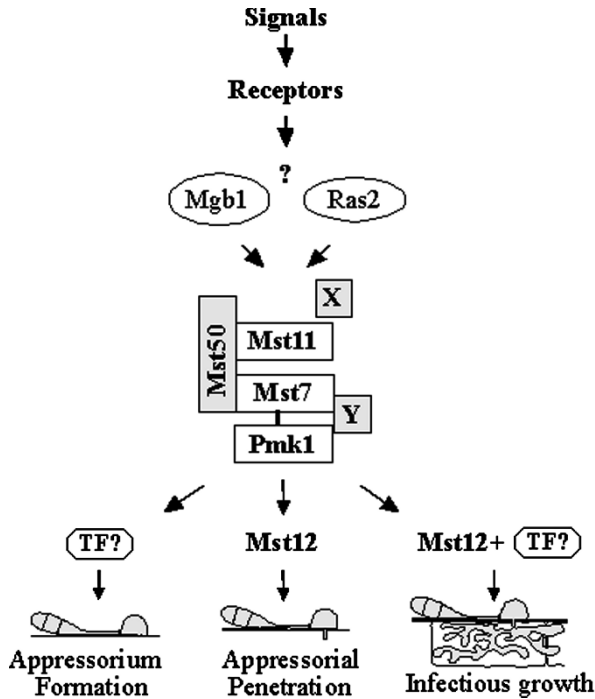 Signals
Receptors
?
Mgb1 Ras2
X
Mst50
Mst11
Mst7
Y
Pmk1
TF? Mst12 Mst12+ TF?
Appressorium Appressorial Infectious growth
Formation Penetration